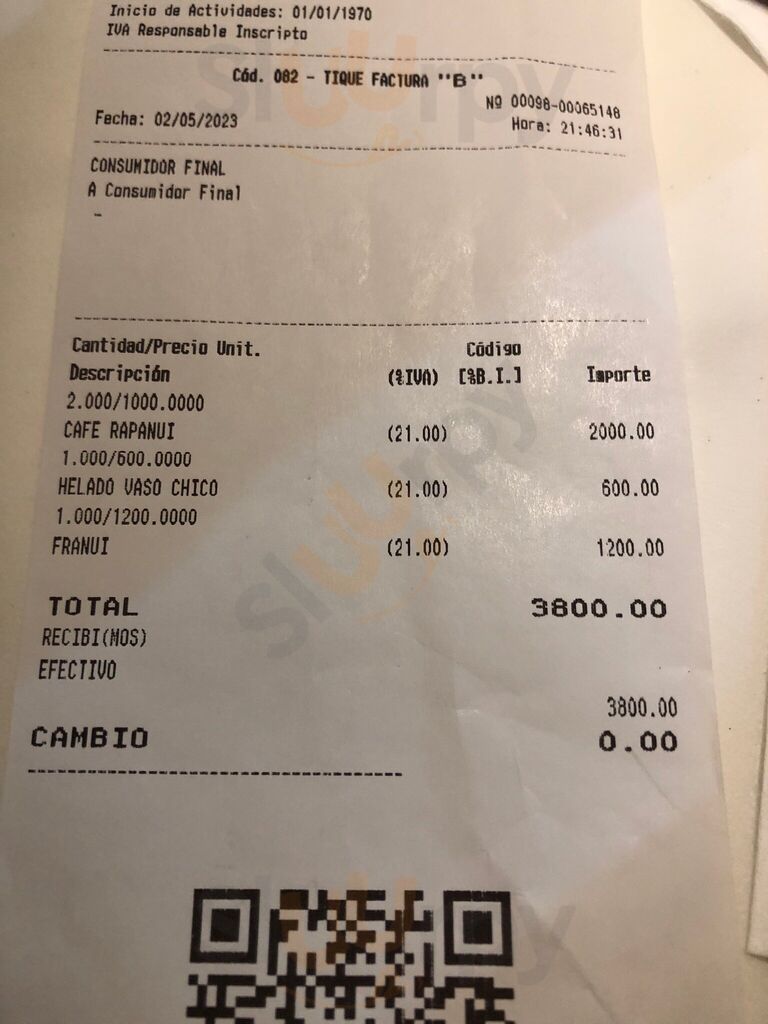 Inicio de Actividades: 01/01/1970
IVA Responsable Inscripto
Cód. 082 - TIQUE FACTURA "B"
Nº 00098-00065148
Fecha: 02/05/2023
Hora: 21:46:31
CONSUMIDOR FINAL
A Consumidor Final
-
Cantidad/Precio Unit. Código
Descripción (%IVA) [%B.I.] Importe
2.000/1000.0000
CAFE RAPANUI (21.00) 2000.00
1.000/600.0000
HELADO VASO CHICO (21.00) 600.00
1.000/1200.0000
FRANUI (21.00) 1200.00
TOTAL 3800.00
RECIBI(MOS)
EFECTIVO
3800.00
CAMBIO 0.00
sluurpy
sluurpy
sluurpy